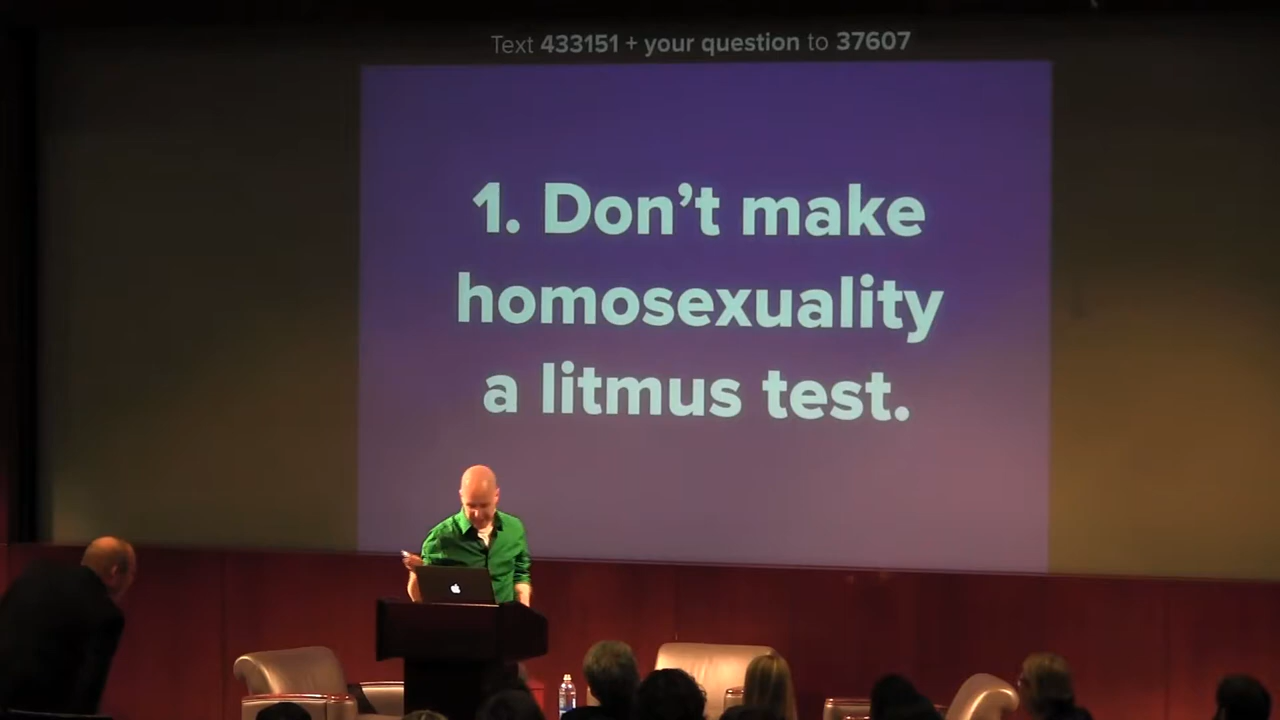 Text 433151 + your question to 37607
1. Don’t make
homosexuality
a litmus test.